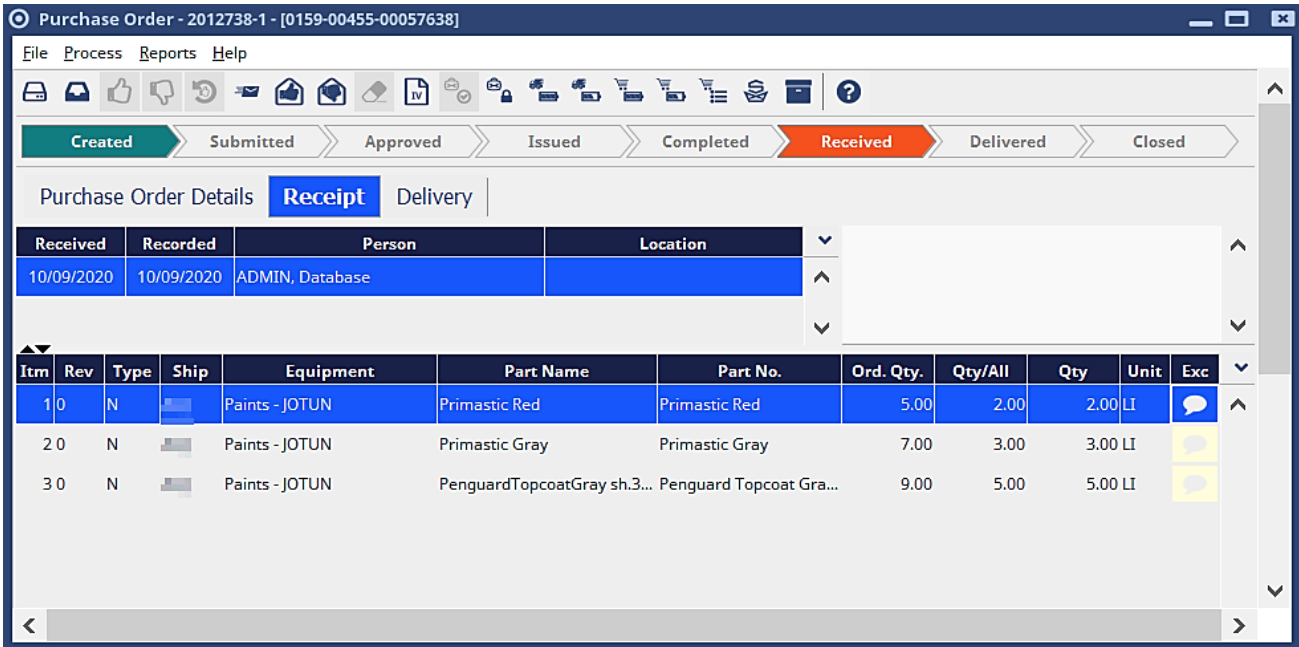 Purchase Order - 2012738-1 - [0159-00455-00057638]
File Process Reports Help
IV
Created Submitted Approved Issued Completed Received Delivered Closed
Purchase Order Details Receipt Delivery
Received Recorded Person Location
10/09/2020 10/09/2020 ADMIN, Database
Itm Rev Type Ship Equipment Part Name Part No. Ord. Qty. Qty/All Qty Unit Exc
1 0 N Paints - JOTUN Primastic Red Primastic Red 5.00 2.00 2.00 LI
2 0 N Paints - JOTUN Primastic Gray Primastic Gray 7.00 3.00 3.00 LI
3 0 N Paints - JOTUN PenguardTopcoatGray sh.3... Penguard Topcoat Gra... 9.00 5.00 5.00 LI